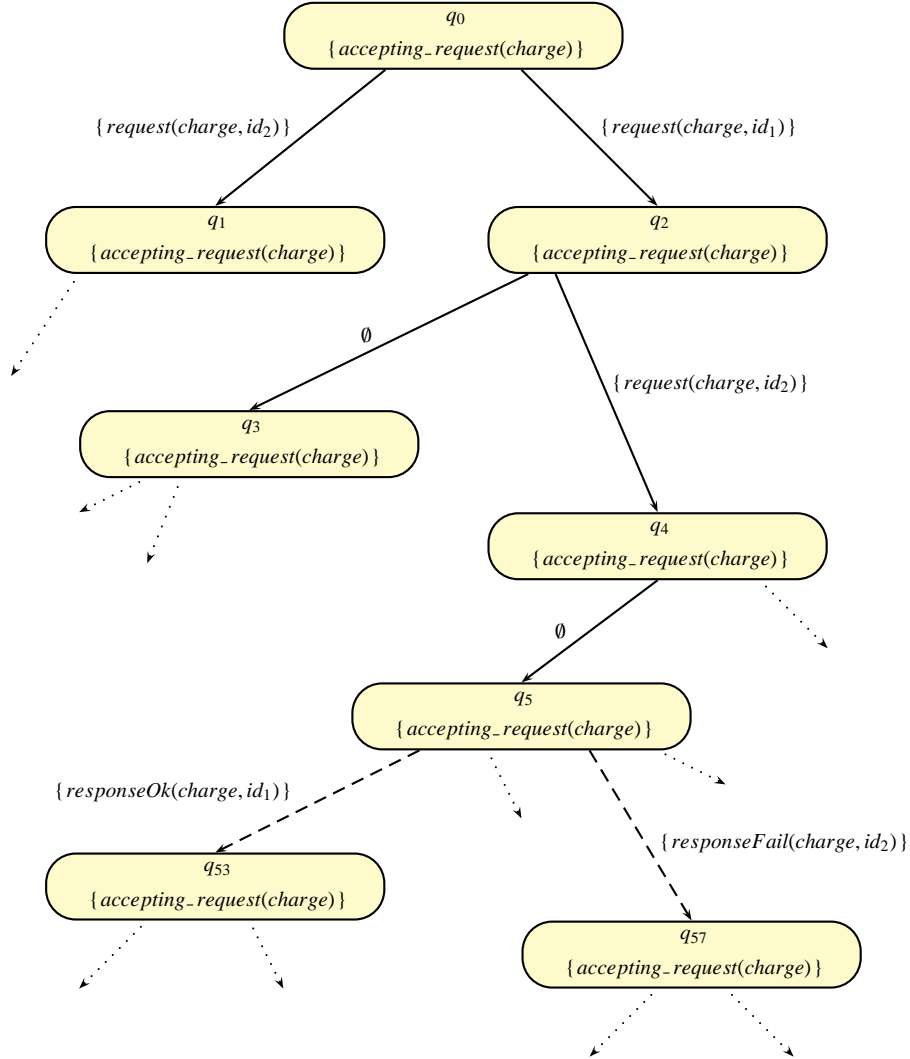 q₀
{accepting_request(charge)}
{request(charge, id₂)}
{request(charge, id₁)}
q₁
{accepting_request(charge)}
q₂
{accepting_request(charge)}
∅
{request(charge, id₂)}
q₃
{accepting_request(charge)}
q₄
{accepting_request(charge)}
∅
q₅
{accepting_request(charge)}
{responseOk(charge, id₁)}
{responseFail(charge, id₂)}
q₅₃
{accepting_request(charge)}
q₅₇
{accepting_request(charge)}